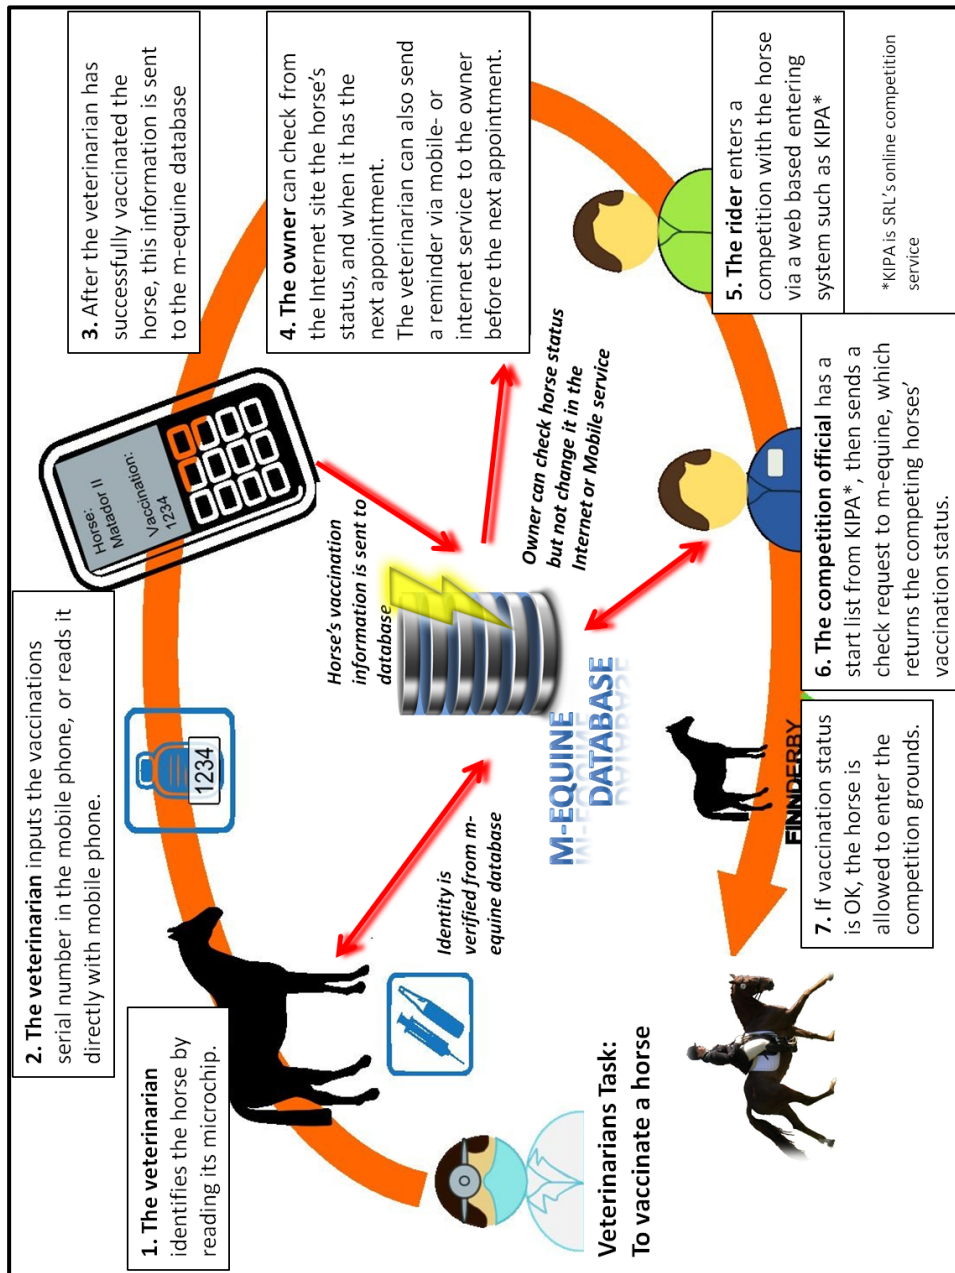 1. The veterinarian
identifies the horse by
reading its microchip.
2. The veterinarian inputs the vaccinations
serial number in the mobile phone, or reads it
directly with mobile phone.
1234
Horse:
Matador II
Vaccination:
1234
3. After the veterinarian has
successfully vaccinated the
horse, this information is sent
to the m-equine database
4. The owner can check from
the Internet site the horse's
status, and when it has the
next appointment.
The veterinarian can also send
a reminder via mobile- or
internet service to the owner
before the next appointment.
Identity is
verified from m-
equine database
Horse's vaccination
information is sent to
database
Owner can check horse status
but not change it in the
Internet or Mobile service
M-EQUINE
DATABASE
Veterinarians Task:
To vaccinate a horse
5. The rider enters a
competition with the horse
via a web based entering
system such as KIPA*
*KIPA is SRL's online competition
service
6. The competition official has a
start list from KIPA*, then sends a
check request to m-equine, which
returns the competing horses'
vaccination status.
FINNDERBY
7. If vaccination status
is OK, the horse is
allowed to enter the
competition grounds.